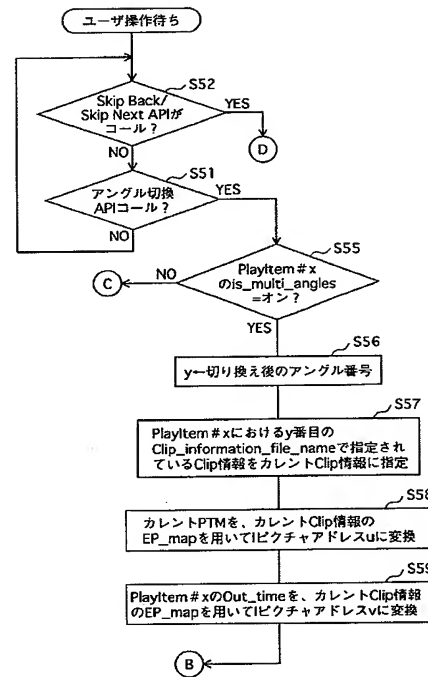 ユーザ操作待ち
S52
Skip Back/
Skip Next APIが
コール？
YES
D
NO
S51
アングル切換
APIコール？
YES
NO
S55
PlayItem＃x
のis_multi_angles
=オン？
NO
C
YES
S56
y←切り換え後のアングル番号
S57
PlayItem＃xにおけるy番目の
Clip_information_file_nameで指定され
ているClip情報をカレントClip情報に指定
S58
カレントPTMを、カレントClip情報の
EP_mapを用いてIピクチャアドレスuに変換
S59
PlayItem＃xのOut_timeを、カレントClip情報
のEP_mapを用いてIピクチャアドレスvに変換
B